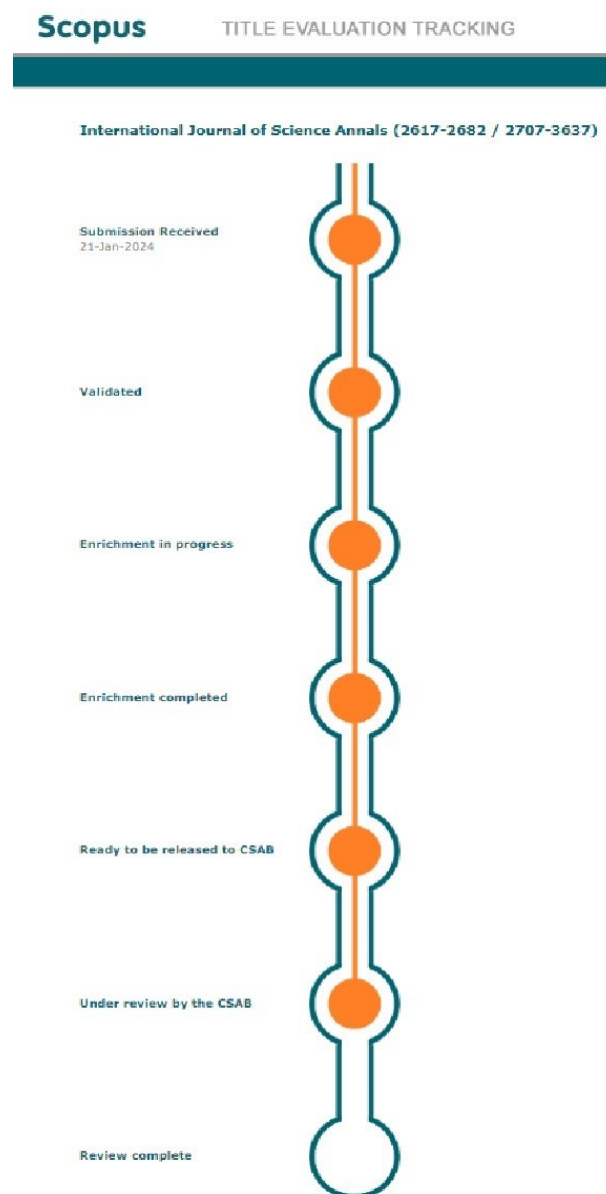 Scopus TITLE EVALUATION TRACKING
International Journal of Science Annals (2617-2682 / 2707-3637)
Submission Received
21-Jan-2024
Validated
Enrichment in progress
Enrichment completed
Ready to be released to CSAB
Under review by the CSAB
Review complete